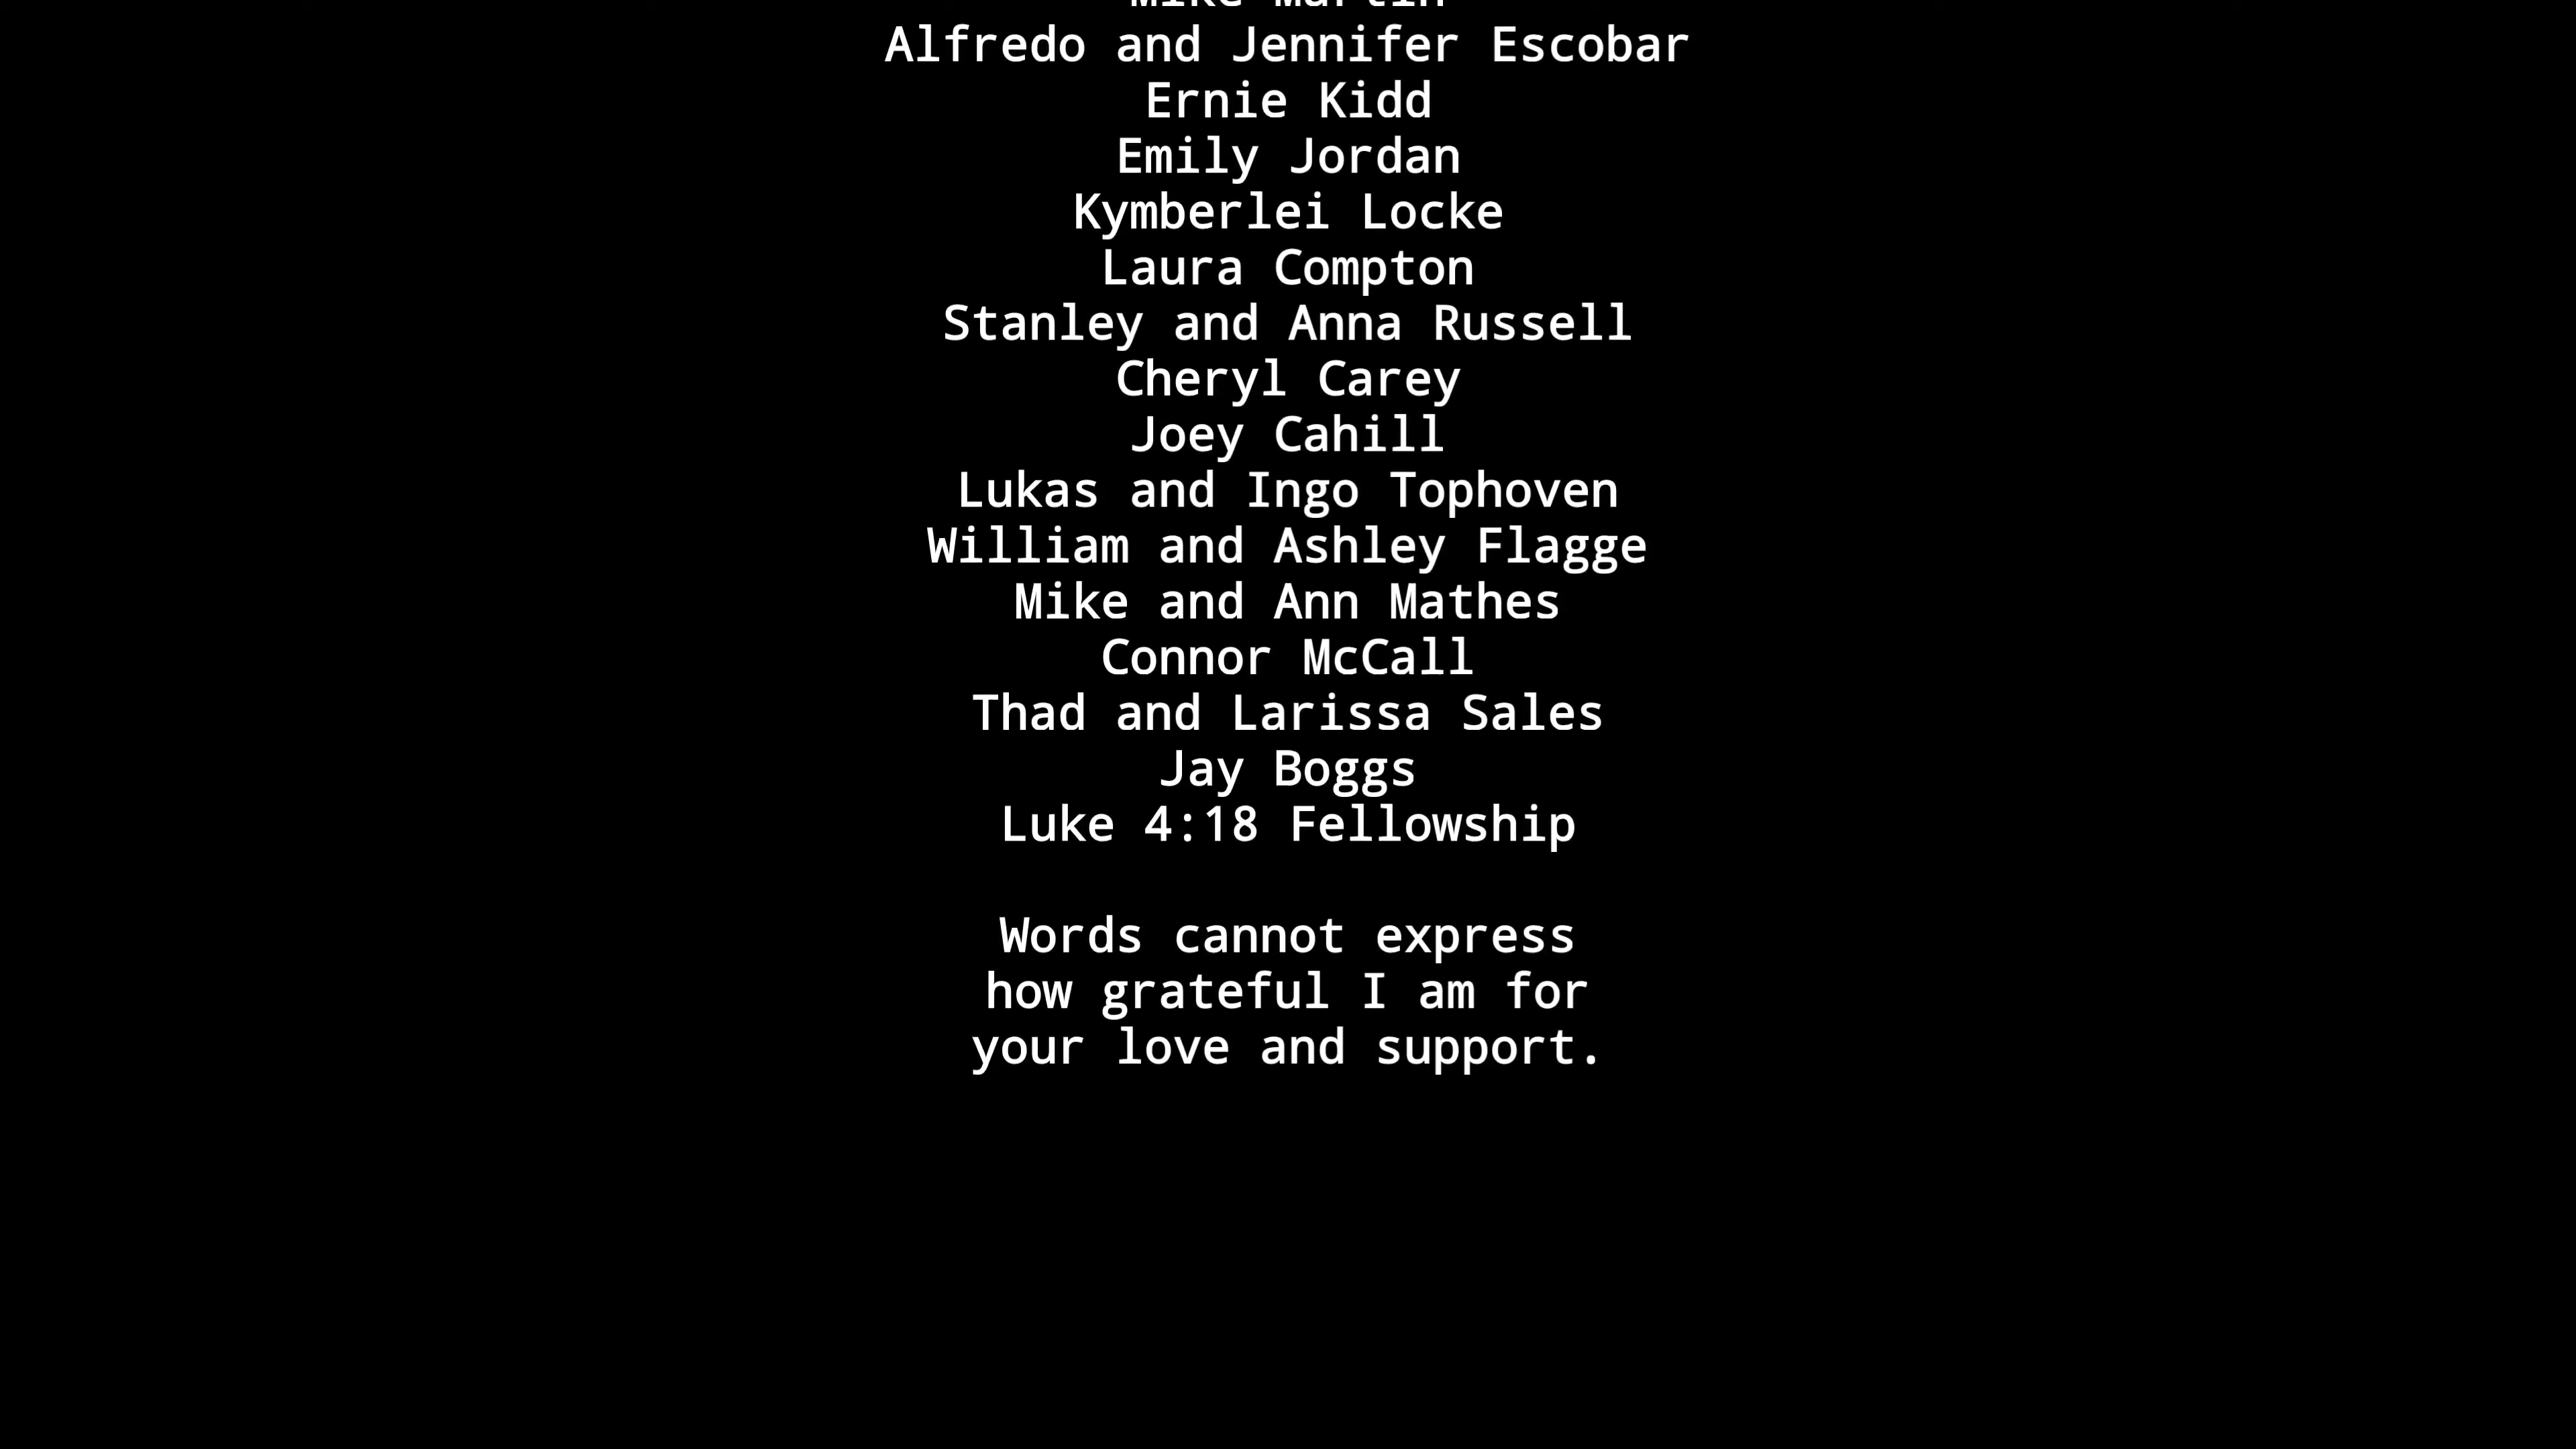 Mike Martin
Alfredo and Jennifer Escobar
Ernie Kidd
Emily Jordan
Kymberlei Locke
Laura Compton
Stanley and Anna Russell
Cheryl Carey
Joey Cahill
Lukas and Ingo Tophoven
William and Ashley Flagge
Mike and Ann Mathes
Connor McCall
Thad and Larissa Sales
Jay Boggs
Luke 4:18 Fellowship
Words cannot express
how grateful I am for
your love and support.